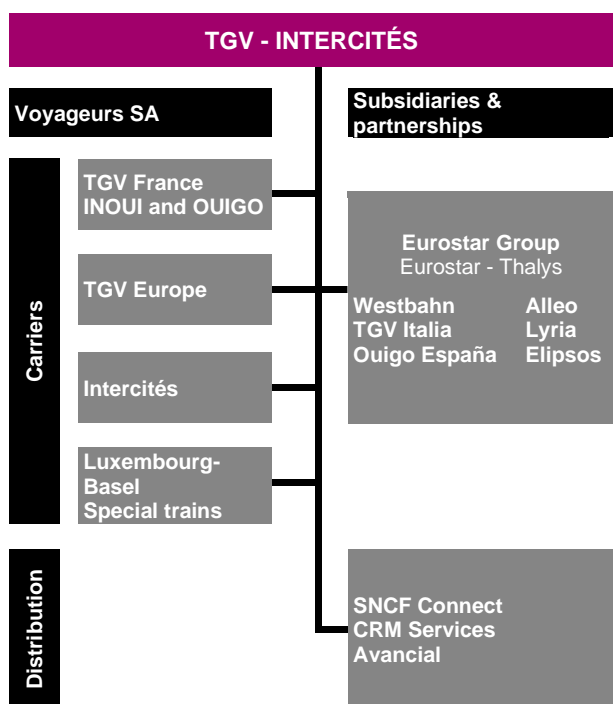 TGV - INTERCITÉS
Voyageurs SA
Subsidiaries &
partnerships
Carriers
TGV France
INOUI and OUIGO
TGV Europe
Intercités
Luxembourg-
Basel
Special trains
Eurostar Group
Eurostar - Thalys
Westbahn Alleo
TGV Italia Lyria
Ouigo España Elipsos
Distribution
SNCF Connect
CRM Services
Avancial